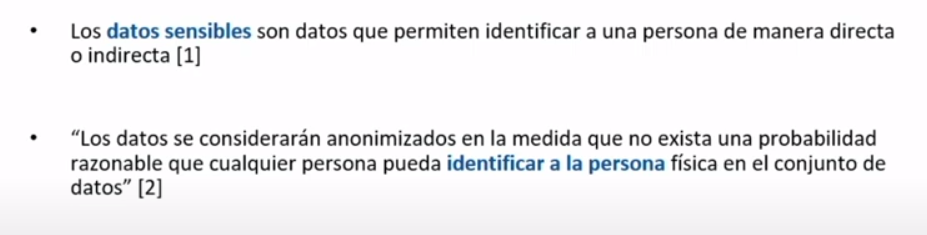 • Los datos sensibles son datos que permiten identificar a una persona de manera directa
o indirecta [1]
• “Los datos se considerarán anonimizados en la medida que no exista una probabilidad
razonable que cualquier persona pueda identificar a la persona física en el conjunto de
datos” [2]